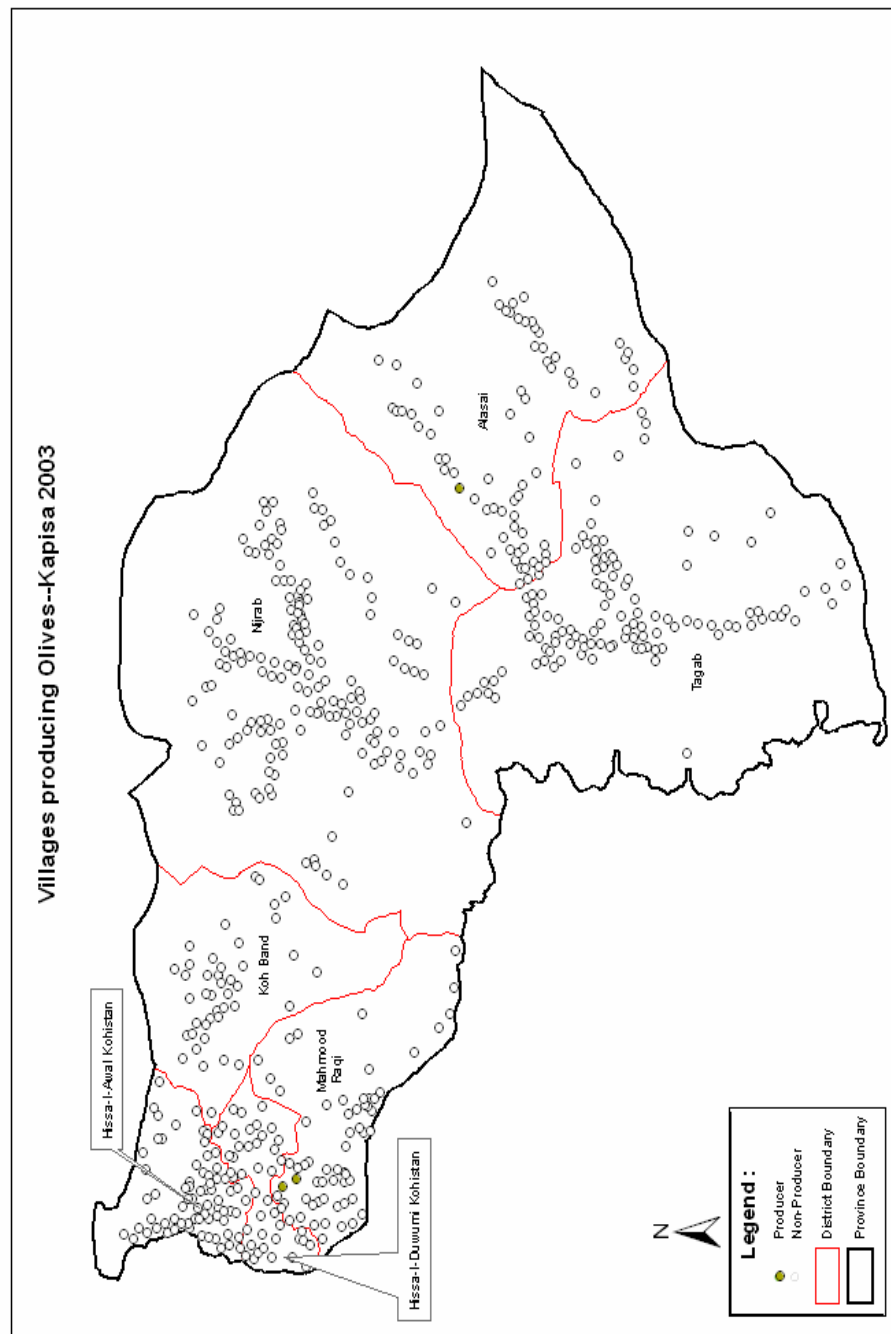 Villages producing Olives--Kapisa 2003
Hissa-I-Awal Kohistan
Hissa-I-Duwumi Kohistan
Koh Band
Mahmood
Raqi
Nijrab
Alasai
Tagab
N
Legend :
Producer
Non-Producer
District Boundary
Province Boundary